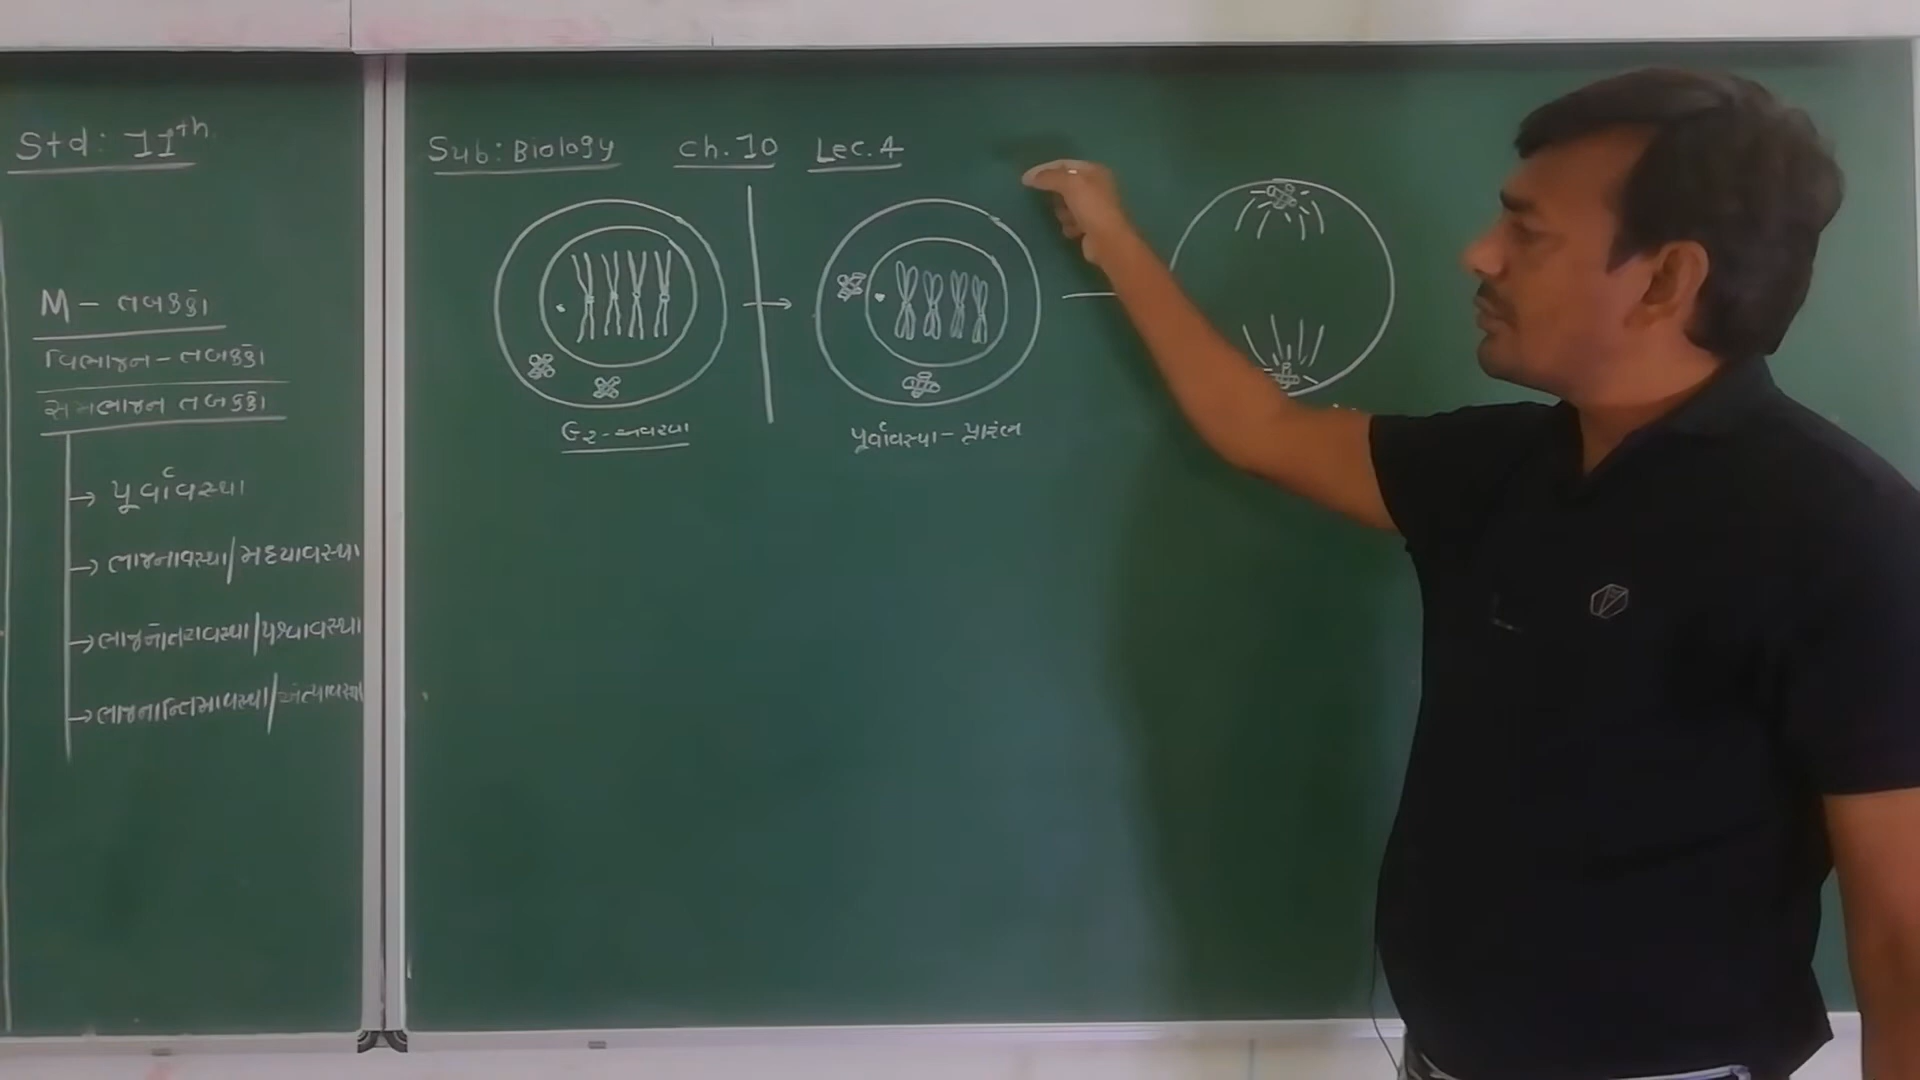 Std: 11th
M - તબક્કો
વિભાજન - તબક્કો
સમભાજન તબક્કો
→ પૂર્વાવસ્થા
→ ભાજનાવસ્થા/મધ્યાવસ્થા
→ ભાજનોત્તરાવસ્થા/પશ્ચાવસ્થા
→ ભાજનાન્તિમાવસ્થા/અંત્યાવસ્થા
Sub: Biology Ch. 10 Lec. 4
G2 - અવસ્થા
પૂર્વાવસ્થા - પ્રારંભ